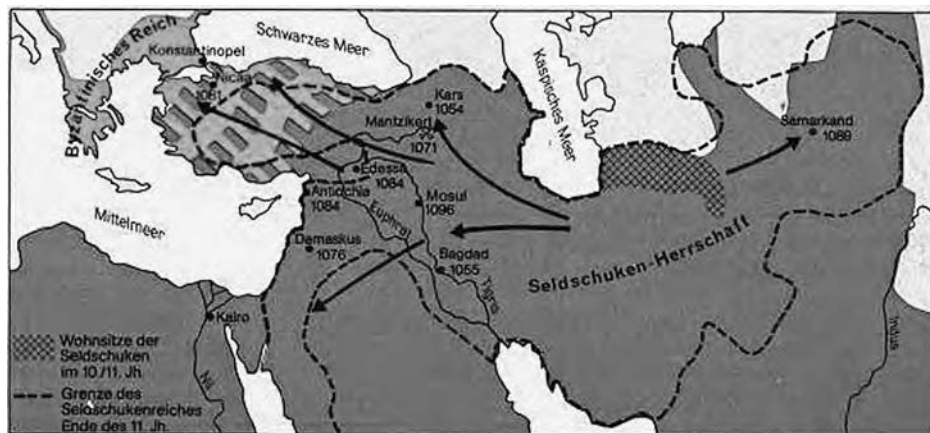 Byzantinisches Reich
Konstantinopel
Schwarzes Meer
Nicäa
1081
Kaspisches Meer
Kars
1054
Mantzikert
1071
Samarkand
1089
Edessa
1084
Antiochia
1084
Mosul
1096
Euphrat
Mittelmeer
Damaskus
1076
Bagdad
1055
Tigris
Seldschuken-Herrschaft
Kairo
Nil
Indus
Wohnsitze der
Seldschuken
im 10./11. Jh.
Grenze des
Seldschukenreiches
Ende des 11. Jh.